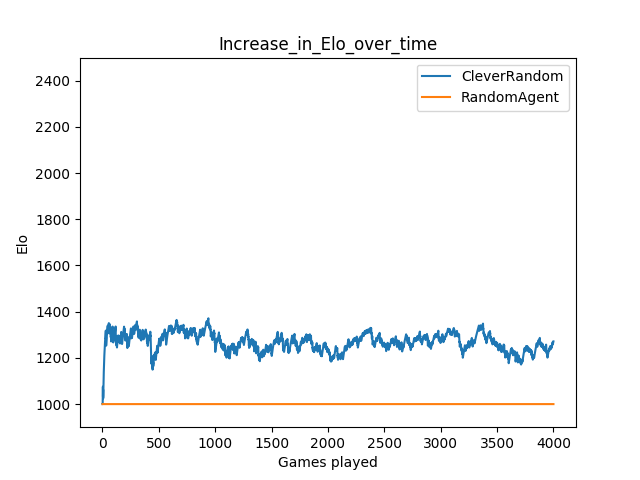 Increase_in_Elo_over_time
CleverRandom
RandomAgent
2400
2200
2000
1800
1600
1400
1200
1000
Elo
0 500 1000 1500 2000 2500 3000 3500 4000
Games played